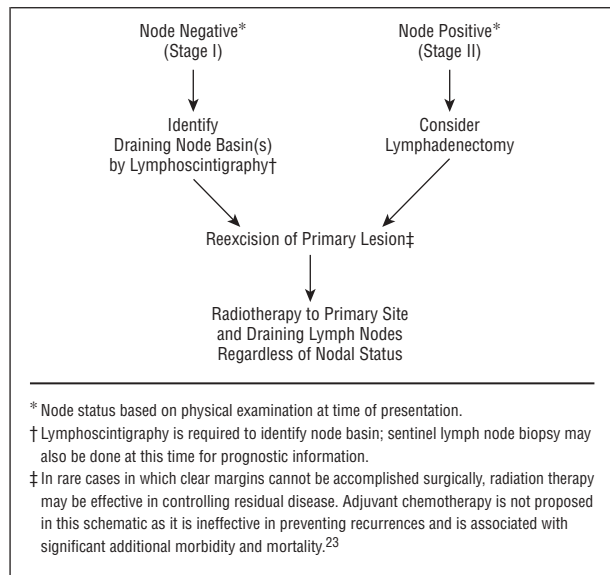 Node Negative*
(Stage I)
Node Positive*
(Stage II)
Identify
Draining Node Basin(s)
by Lymphoscintigraphy†
Consider
Lymphadenectomy
Reexcision of Primary Lesion‡
Radiotherapy to Primary Site
and Draining Lymph Nodes
Regardless of Nodal Status
* Node status based on physical examination at time of presentation.
† Lymphoscintigraphy is required to identify node basin; sentinel lymph node biopsy may
also be done at this time for prognostic information.
‡ In rare cases in which clear margins cannot be accomplished surgically, radiation therapy
may be effective in controlling residual disease. Adjuvant chemotherapy is not proposed
in this schematic as it is ineffective in preventing recurrences and is associated with
significant additional morbidity and mortality.23